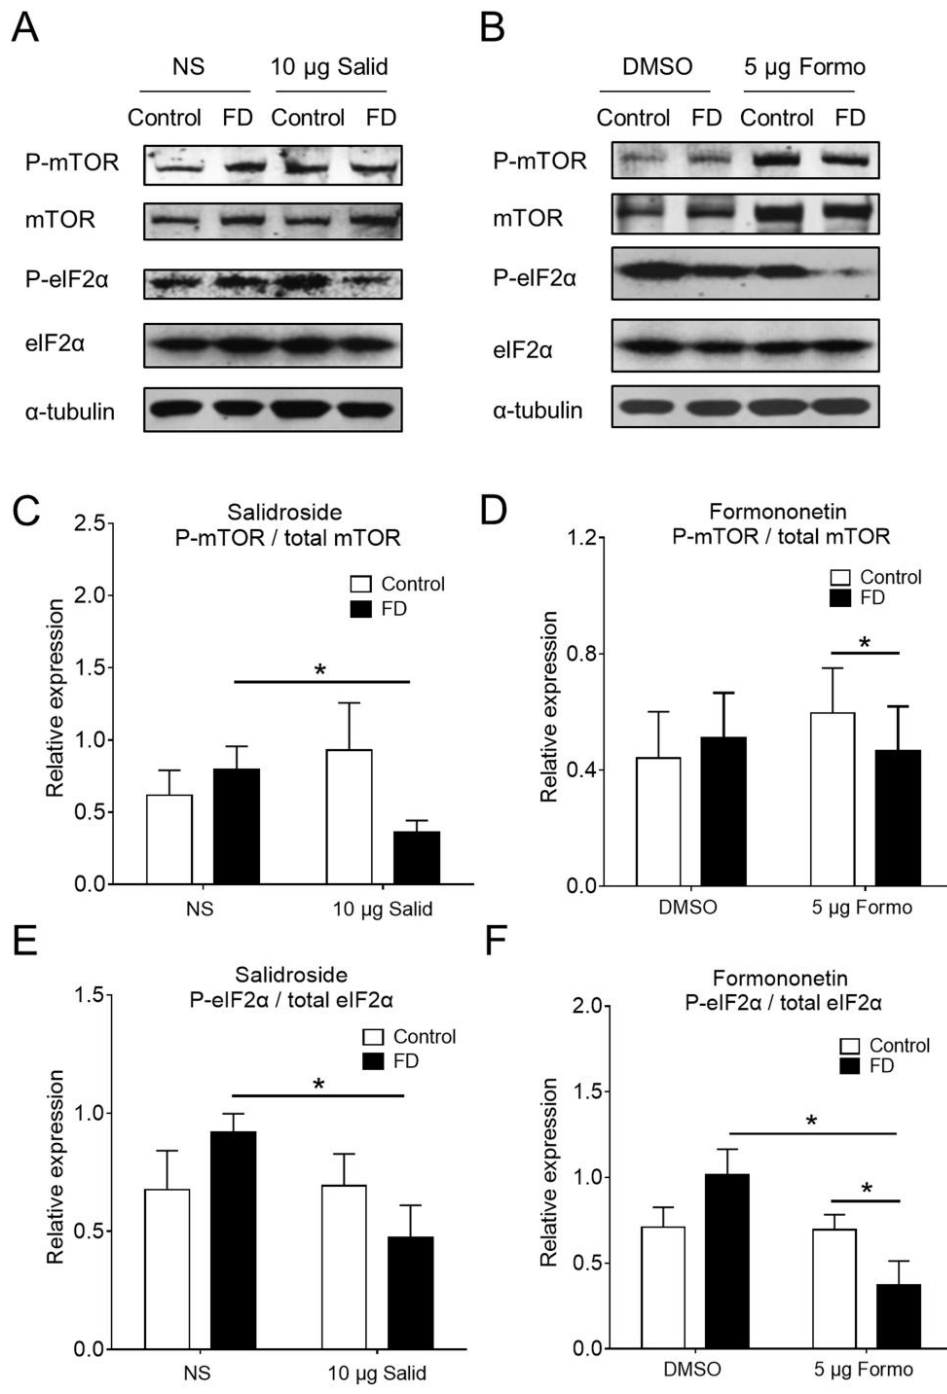 A
NS 10 µg Salid
Control FD Control FD
P-mTOR
mTOR
P-eIF2α
eIF2α
α-tubulin
B
DMSO 5 µg Formo
Control FD Control FD
P-mTOR
mTOR
P-eIF2α
eIF2α
α-tubulin
C
Salidroside
P-mTOR / total mTOR
Control
FD
Relative expression
2.5
2.0
1.5
1.0
0.5
0.0
*
NS 10 µg Salid
D
Formononetin
P-mTOR / total mTOR
Control
FD
Relative expression
1.2
0.8
0.4
0.0
*
DMSO 5 µg Formo
E
Salidroside
P-eIF2α / total eIF2α
Control
FD
Relative expression
1.5
1.0
0.5
0.0
*
NS 10 µg Salid
F
Formononetin
P-eIF2α / total eIF2α
Control
FD
Relative expression
2.0
1.5
1.0
0.5
0.0
*
*
DMSO 5 µg Formo